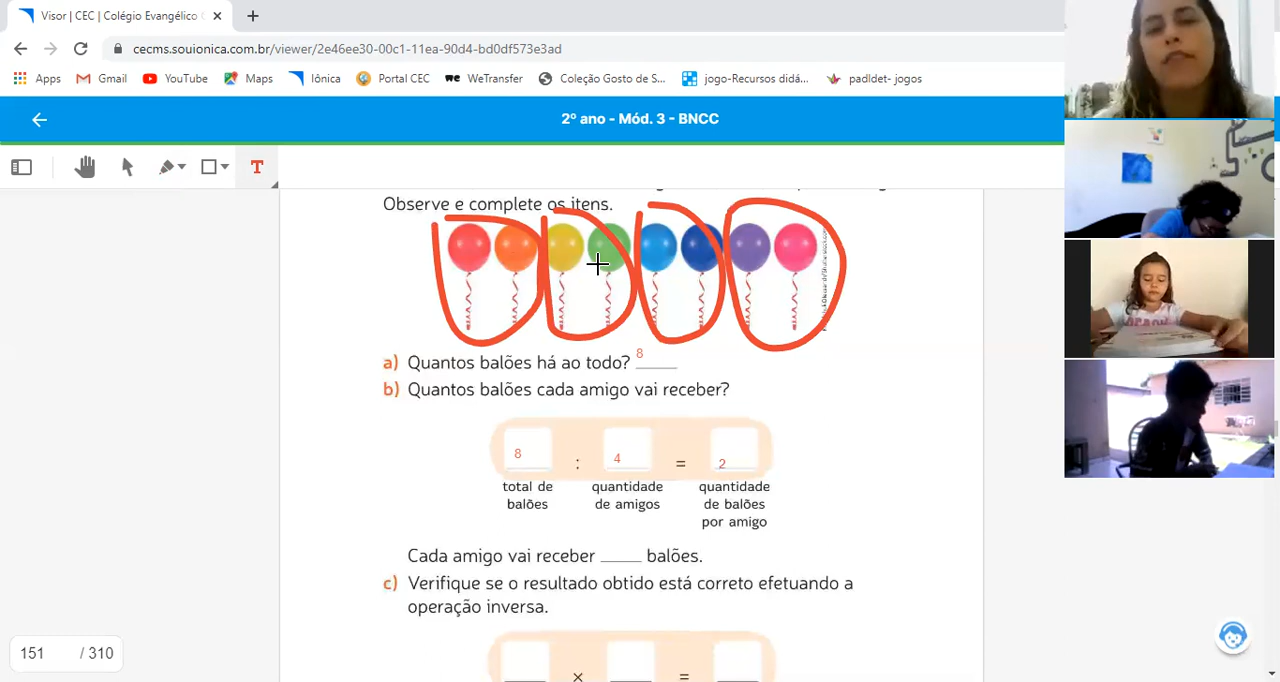 Visor | CEC | Colégio Evangélico
cecms.souionica.com.br/viewer/2e46ee30-00c1-11ea-90d4-bd0df573e3ad
Apps Gmail YouTube Maps Iônica Portal CEC WeTransfer Coleção Gosto de S... jogo-Recursos didá... padldet- jogos
2º ano - Mód. 3 - BNCC
T
Observe e complete os itens.
a) Quantos balões há ao todo? 8
b) Quantos balões cada amigo vai receber?
8 : 4 = 2
total de balões
quantidade de amigos
quantidade de balões por amigo
Cada amigo vai receber ____ balões.
c) Verifique se o resultado obtido está correto efetuando a
operação inversa.
× =
151 / 310